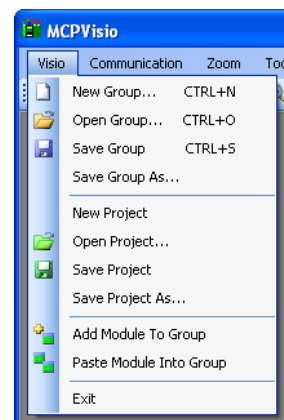 MCPVisio
Visio Communication Zoom
New Group... CTRL+N
Open Group... CTRL+O
Save Group CTRL+S
Save Group As...
New Project
Open Project...
Save Project
Save Project As...
Add Module To Group
Paste Module Into Group
Exit